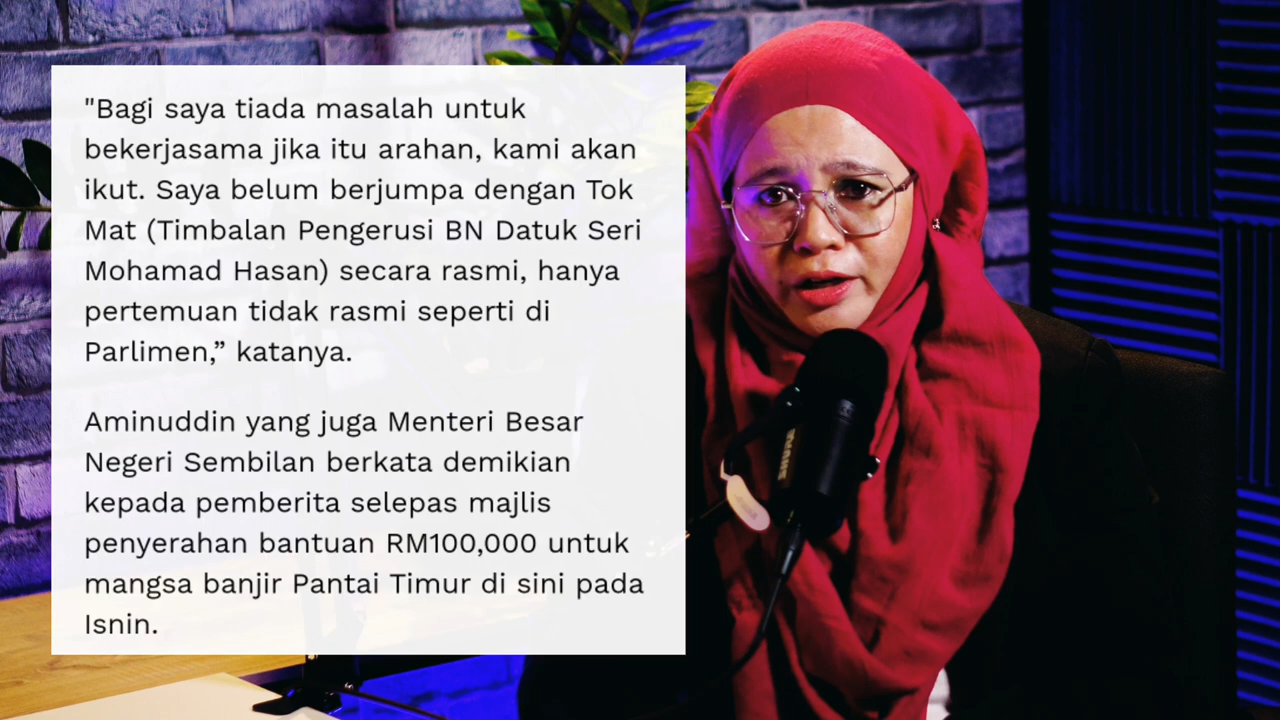 "Bagi saya tiada masalah untuk
bekerjasama jika itu arahan, kami akan
ikut. Saya belum berjumpa dengan Tok
Mat (Timbalan Pengerusi BN Datuk Seri
Mohamad Hasan) secara rasmi, hanya
pertemuan tidak rasmi seperti di
Parlimen,” katanya.
Aminuddin yang juga Menteri Besar
Negeri Sembilan berkata demikian
kepada pemberita selepas majlis
penyerahan bantuan RM100,000 untuk
mangsa banjir Pantai Timur di sini pada
Isnin.